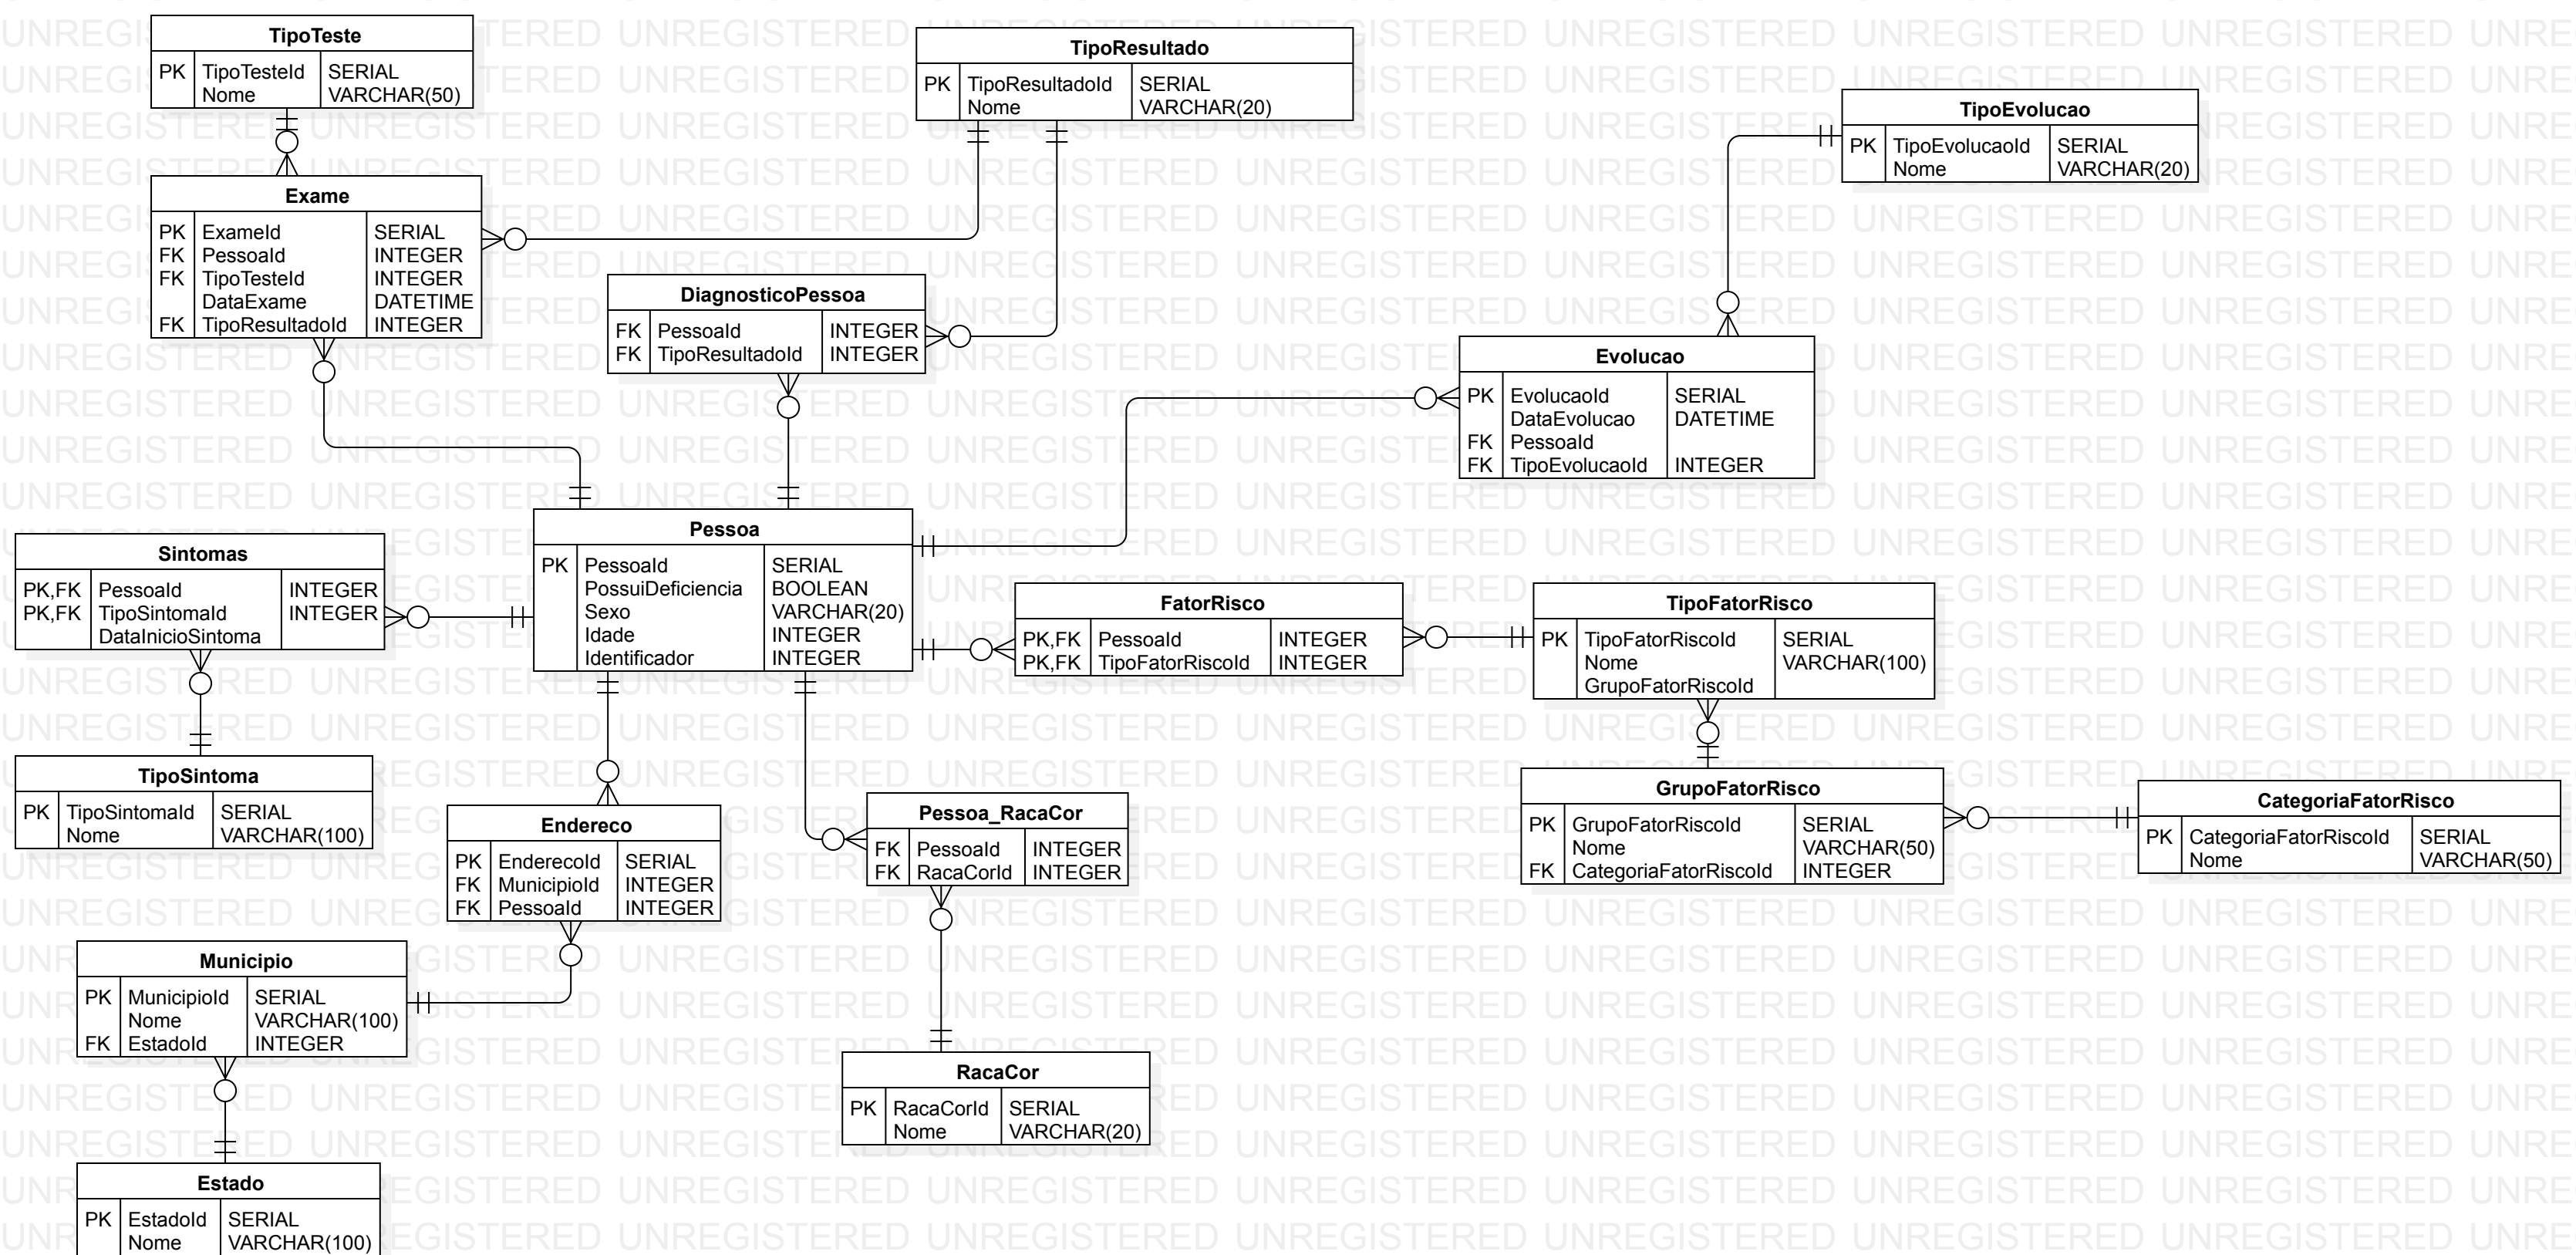 TipoTeste
PK TipoTesteId SERIAL
Nome VARCHAR(50)
TipoResultado
PK TipoResultadoId SERIAL
Nome VARCHAR(20)
TipoEvolucao
PK TipoEvolucaoId SERIAL
Nome VARCHAR(20)
Exame
PK ExameId SERIAL
FK PessoaId INTEGER
FK TipoTesteId INTEGER
DataExame DATETIME
FK TipoResultadoId INTEGER
DiagnosticoPessoa
FK PessoaId INTEGER
FK TipoResultadoId INTEGER
Evolucao
PK EvolucaoId SERIAL
DataEvolucao DATETIME
FK PessoaId
FK TipoEvolucaoId INTEGER
Pessoa
PK PessoaId SERIAL
PossuiDeficiencia BOOLEAN
Sexo VARCHAR(20)
Idade INTEGER
Identificador INTEGER
Sintomas
PK,FK PessoaId INTEGER
PK,FK TipoSintomaId INTEGER
DataInicioSintoma
FatorRisco
PK,FK PessoaId INTEGER
PK,FK TipoFatorRiscoId INTEGER
TipoFatorRisco
PK TipoFatorRiscoId SERIAL
Nome VARCHAR(100)
GrupoFatorRiscoId
TipoSintoma
PK TipoSintomaId SERIAL
Nome VARCHAR(100)
Endereco
PK EnderecoId SERIAL
FK MunicipioId INTEGER
FK PessoaId INTEGER
Pessoa_RacaCor
FK PessoaId INTEGER
FK RacaCorId INTEGER
GrupoFatorRisco
PK GrupoFatorRiscoId SERIAL
Nome VARCHAR(50)
FK CategoriaFatorRiscoId INTEGER
CategoriaFatorRisco
PK CategoriaFatorRiscoId SERIAL
Nome VARCHAR(50)
Municipio
PK MunicipioId SERIAL
Nome VARCHAR(100)
FK EstadoId INTEGER
RacaCor
PK RacaCorId SERIAL
Nome VARCHAR(20)
Estado
PK EstadoId SERIAL
Nome VARCHAR(100)
UNREGISTERED